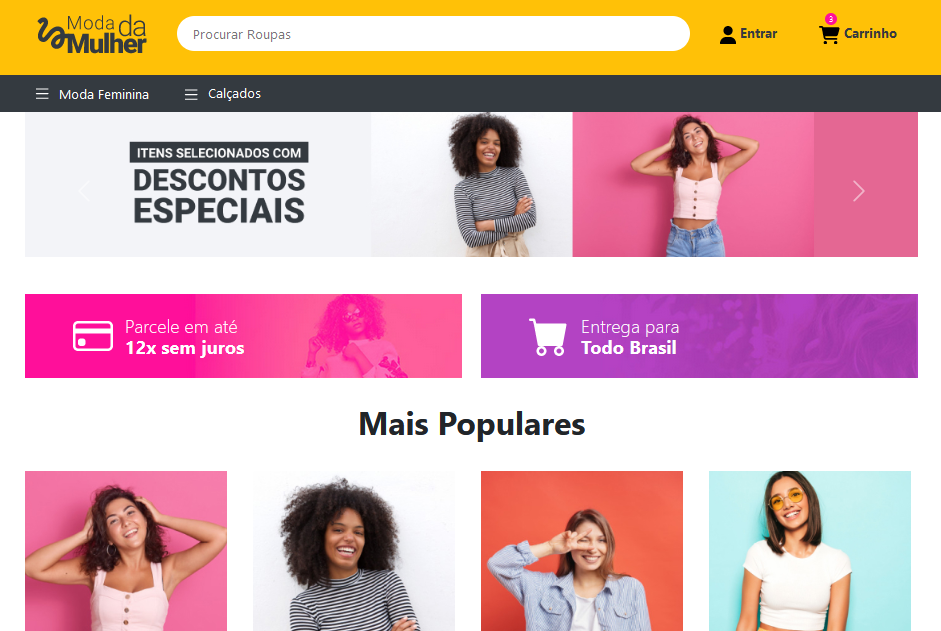 Moda da
Mulher
Procurar Roupas
Entrar
3
Carrinho
Moda Feminina
Calçados
ITENS SELECIONADOS COM
DESCONTOS
ESPECIAIS
Parcele em até
12x sem juros
Entrega para
Todo Brasil
Mais Populares